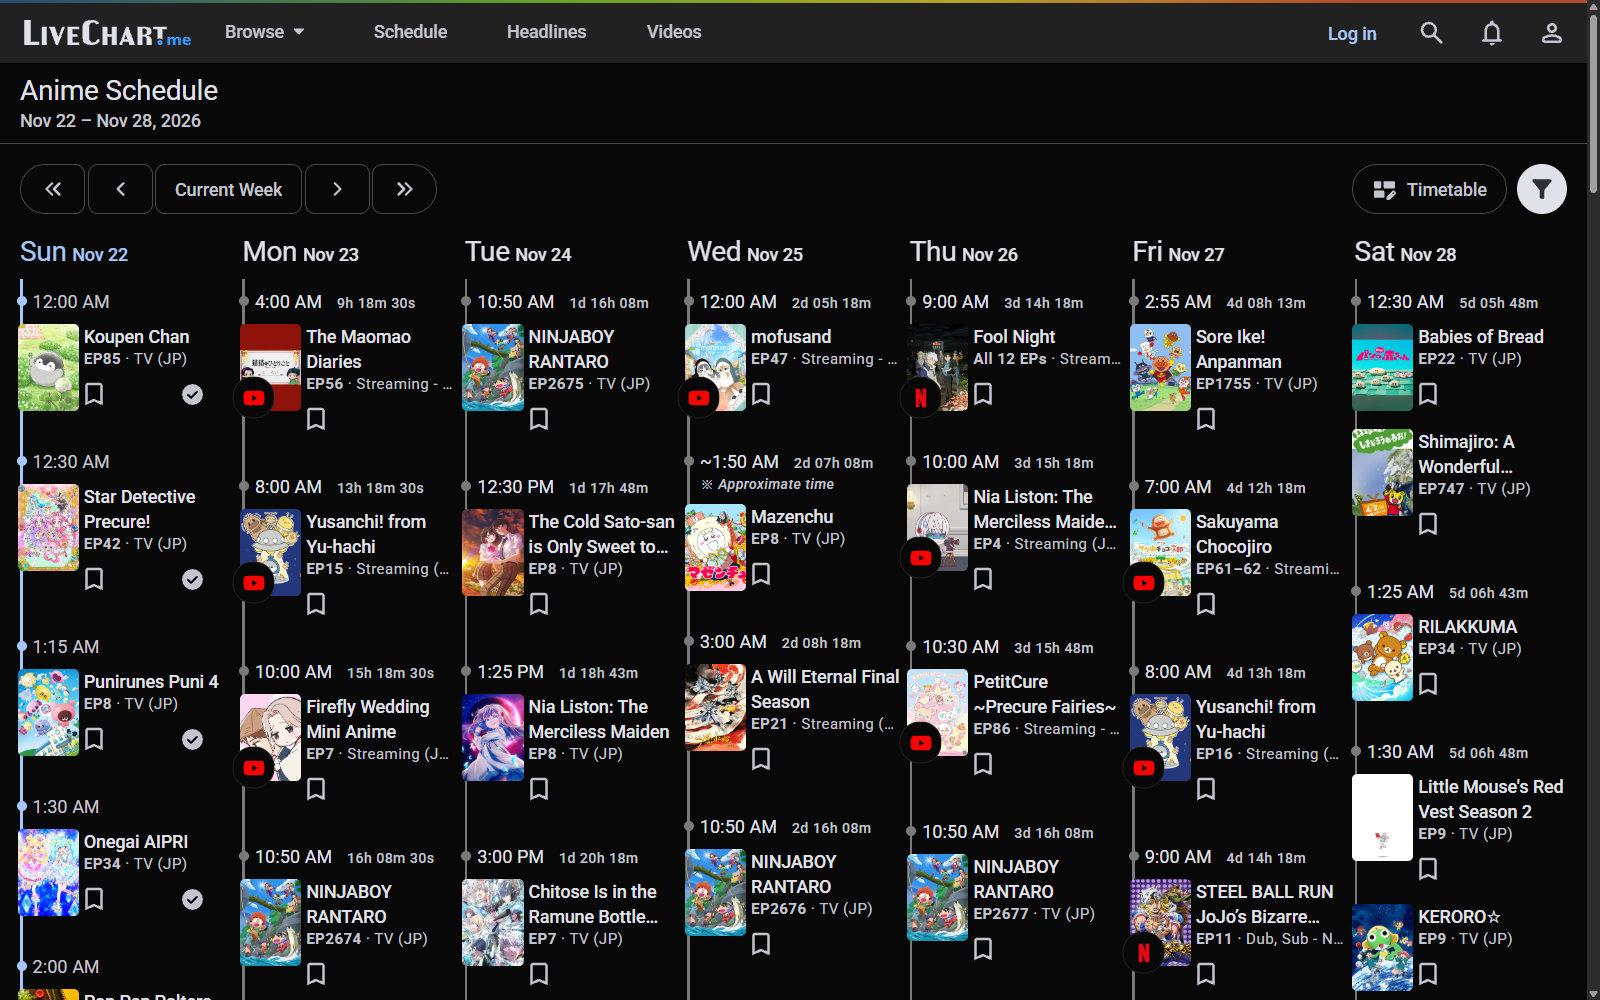 LIVECHART.me
Browse
Schedule
Headlines
Videos
Log in
Anime Schedule
Nov 22 – Nov 28, 2026
Current Week
Timetable
Sun Nov 22
12:00 AM
Koupen Chan
EP85 · TV (JP)
12:30 AM
Star Detective
Precure!
EP42 · TV (JP)
1:15 AM
Punirunes Puni 4
EP8 · TV (JP)
1:30 AM
Onegai AIPRI
EP34 · TV (JP)
2:00 AM
Mon Nov 23
4:00 AM 9h 18m 30s
The Maomao
Diaries
EP56 · Streaming - …
8:00 AM 13h 18m 30s
Yusanchi! from
Yu-hachi
EP15 · Streaming (…
10:00 AM 15h 18m 30s
Firefly Wedding
Mini Anime
EP7 · Streaming (J…
10:50 AM 16h 08m 30s
NINJABOY
RANTARO
EP2674 · TV (JP)
Tue Nov 24
10:50 AM 1d 16h 08m
NINJABOY
RANTARO
EP2675 · TV (JP)
12:30 PM 1d 17h 48m
The Cold Sato-san
is Only Sweet to…
EP8 · TV (JP)
1:25 PM 1d 18h 43m
Nia Liston: The
Merciless Maiden
EP8 · TV (JP)
3:00 PM 1d 20h 18m
Chitose Is in the
Ramune Bottle…
EP7 · TV (JP)
Wed Nov 25
12:00 AM 2d 05h 18m
mofusand
EP47 · Streaming - …
~1:50 AM 2d 07h 08m
※ Approximate time
Mazenchu
EP8 · TV (JP)
3:00 AM 2d 08h 18m
A Will Eternal Final
Season
EP21 · Streaming (…
10:50 AM 2d 16h 08m
NINJABOY
RANTARO
EP2676 · TV (JP)
Thu Nov 26
9:00 AM 3d 14h 18m
Fool Night
All 12 EPs · Stream…
10:00 AM 3d 15h 18m
Nia Liston: The
Merciless Maide…
EP4 · Streaming (J…
10:30 AM 3d 15h 48m
PetitCure
~Precure Fairies~
EP86 · Streaming - …
10:50 AM 3d 16h 08m
NINJABOY
RANTARO
EP2677 · TV (JP)
Fri Nov 27
2:55 AM 4d 08h 13m
Sore Ike!
Anpanman
EP1755 · TV (JP)
7:00 AM 4d 12h 18m
Sakuyama
Chocojiro
EP61–62 · Streami…
8:00 AM 4d 13h 18m
Yusanchi! from
Yu-hachi
EP16 · Streaming (…
9:00 AM 4d 14h 18m
STEEL BALL RUN
JoJo's Bizarre…
EP11 · Dub, Sub - N…
Sat Nov 28
12:30 AM 5d 05h 48m
Babies of Bread
EP22 · TV (JP)
Shimajiro: A
Wonderful…
EP747 · TV (JP)
1:25 AM 5d 06h 43m
RILAKKUMA
EP34 · TV (JP)
1:30 AM 5d 06h 48m
Little Mouse's Red
Vest Season 2
EP9 · TV (JP)
KERORO☆
EP9 · TV (JP)